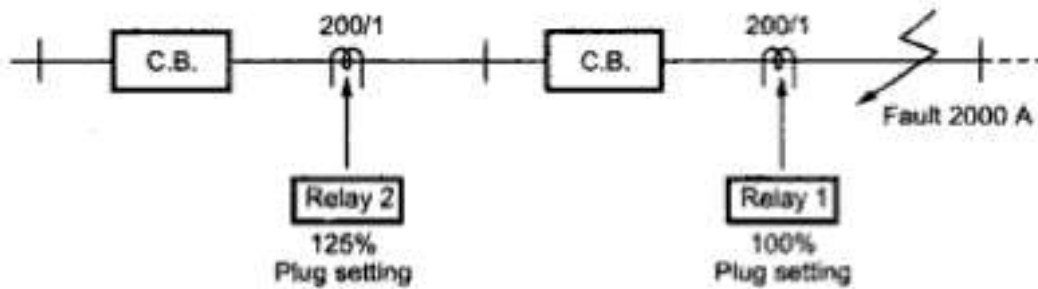 200/1
200/1
C.B.
C.B.
Fault 2000 A
Relay 2
Relay 1
125%
Plug setting
100%
Plug setting